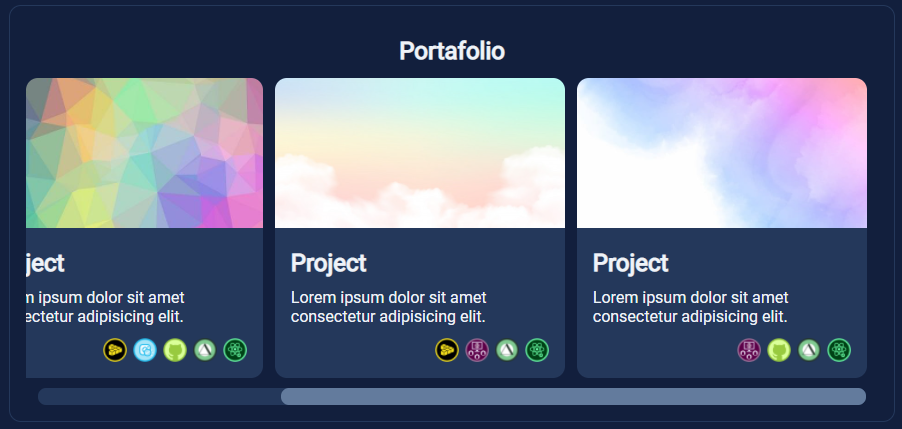 Portafolio
ject
m ipsum dolor sit amet
ectetur adipisicing elit.
Project
Lorem ipsum dolor sit amet
consectetur adipisicing elit.
Project
Lorem ipsum dolor sit amet
consectetur adipisicing elit.